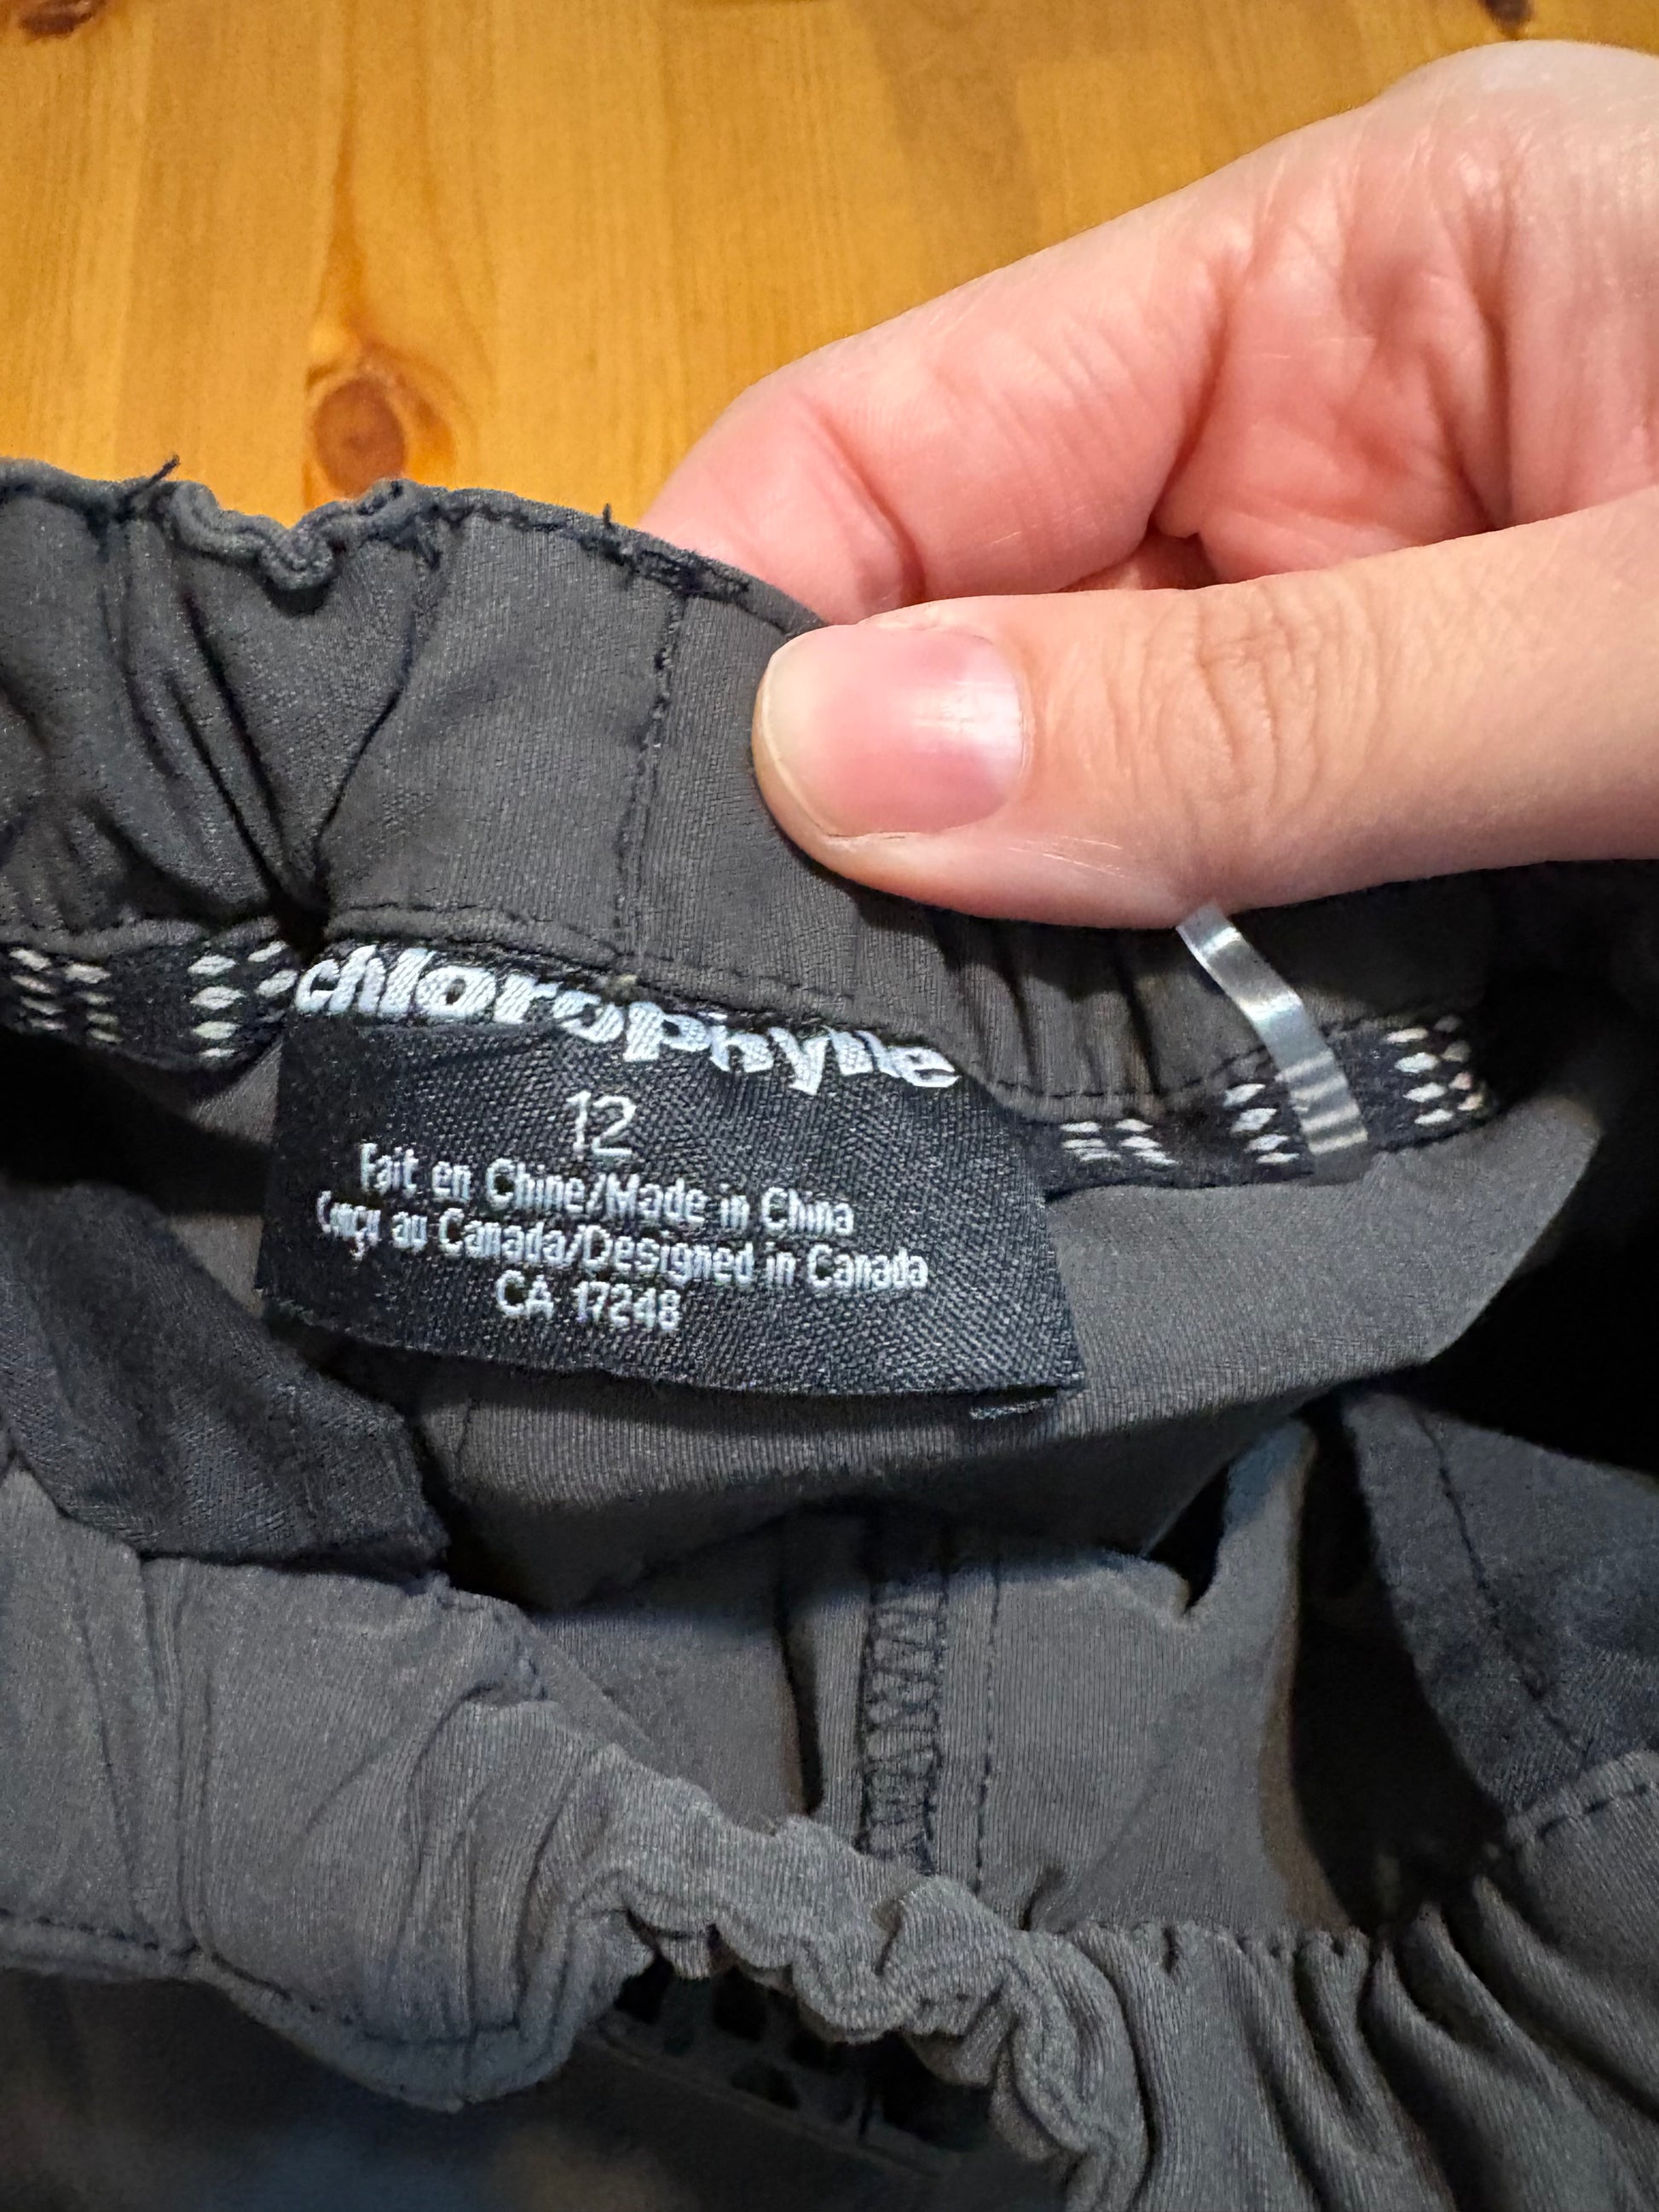 chlorophylle
12
Fait en Chine/Made in China
Conçu au Canada/Designed in Canada
CA 17248